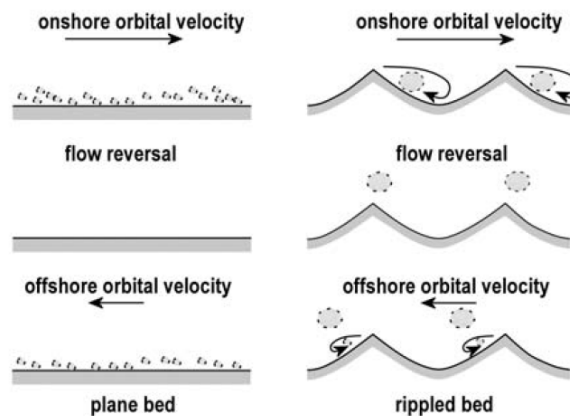 onshore orbital velocity
onshore orbital velocity
flow reversal
flow reversal
offshore orbital velocity
offshore orbital velocity
plane bed
rippled bed